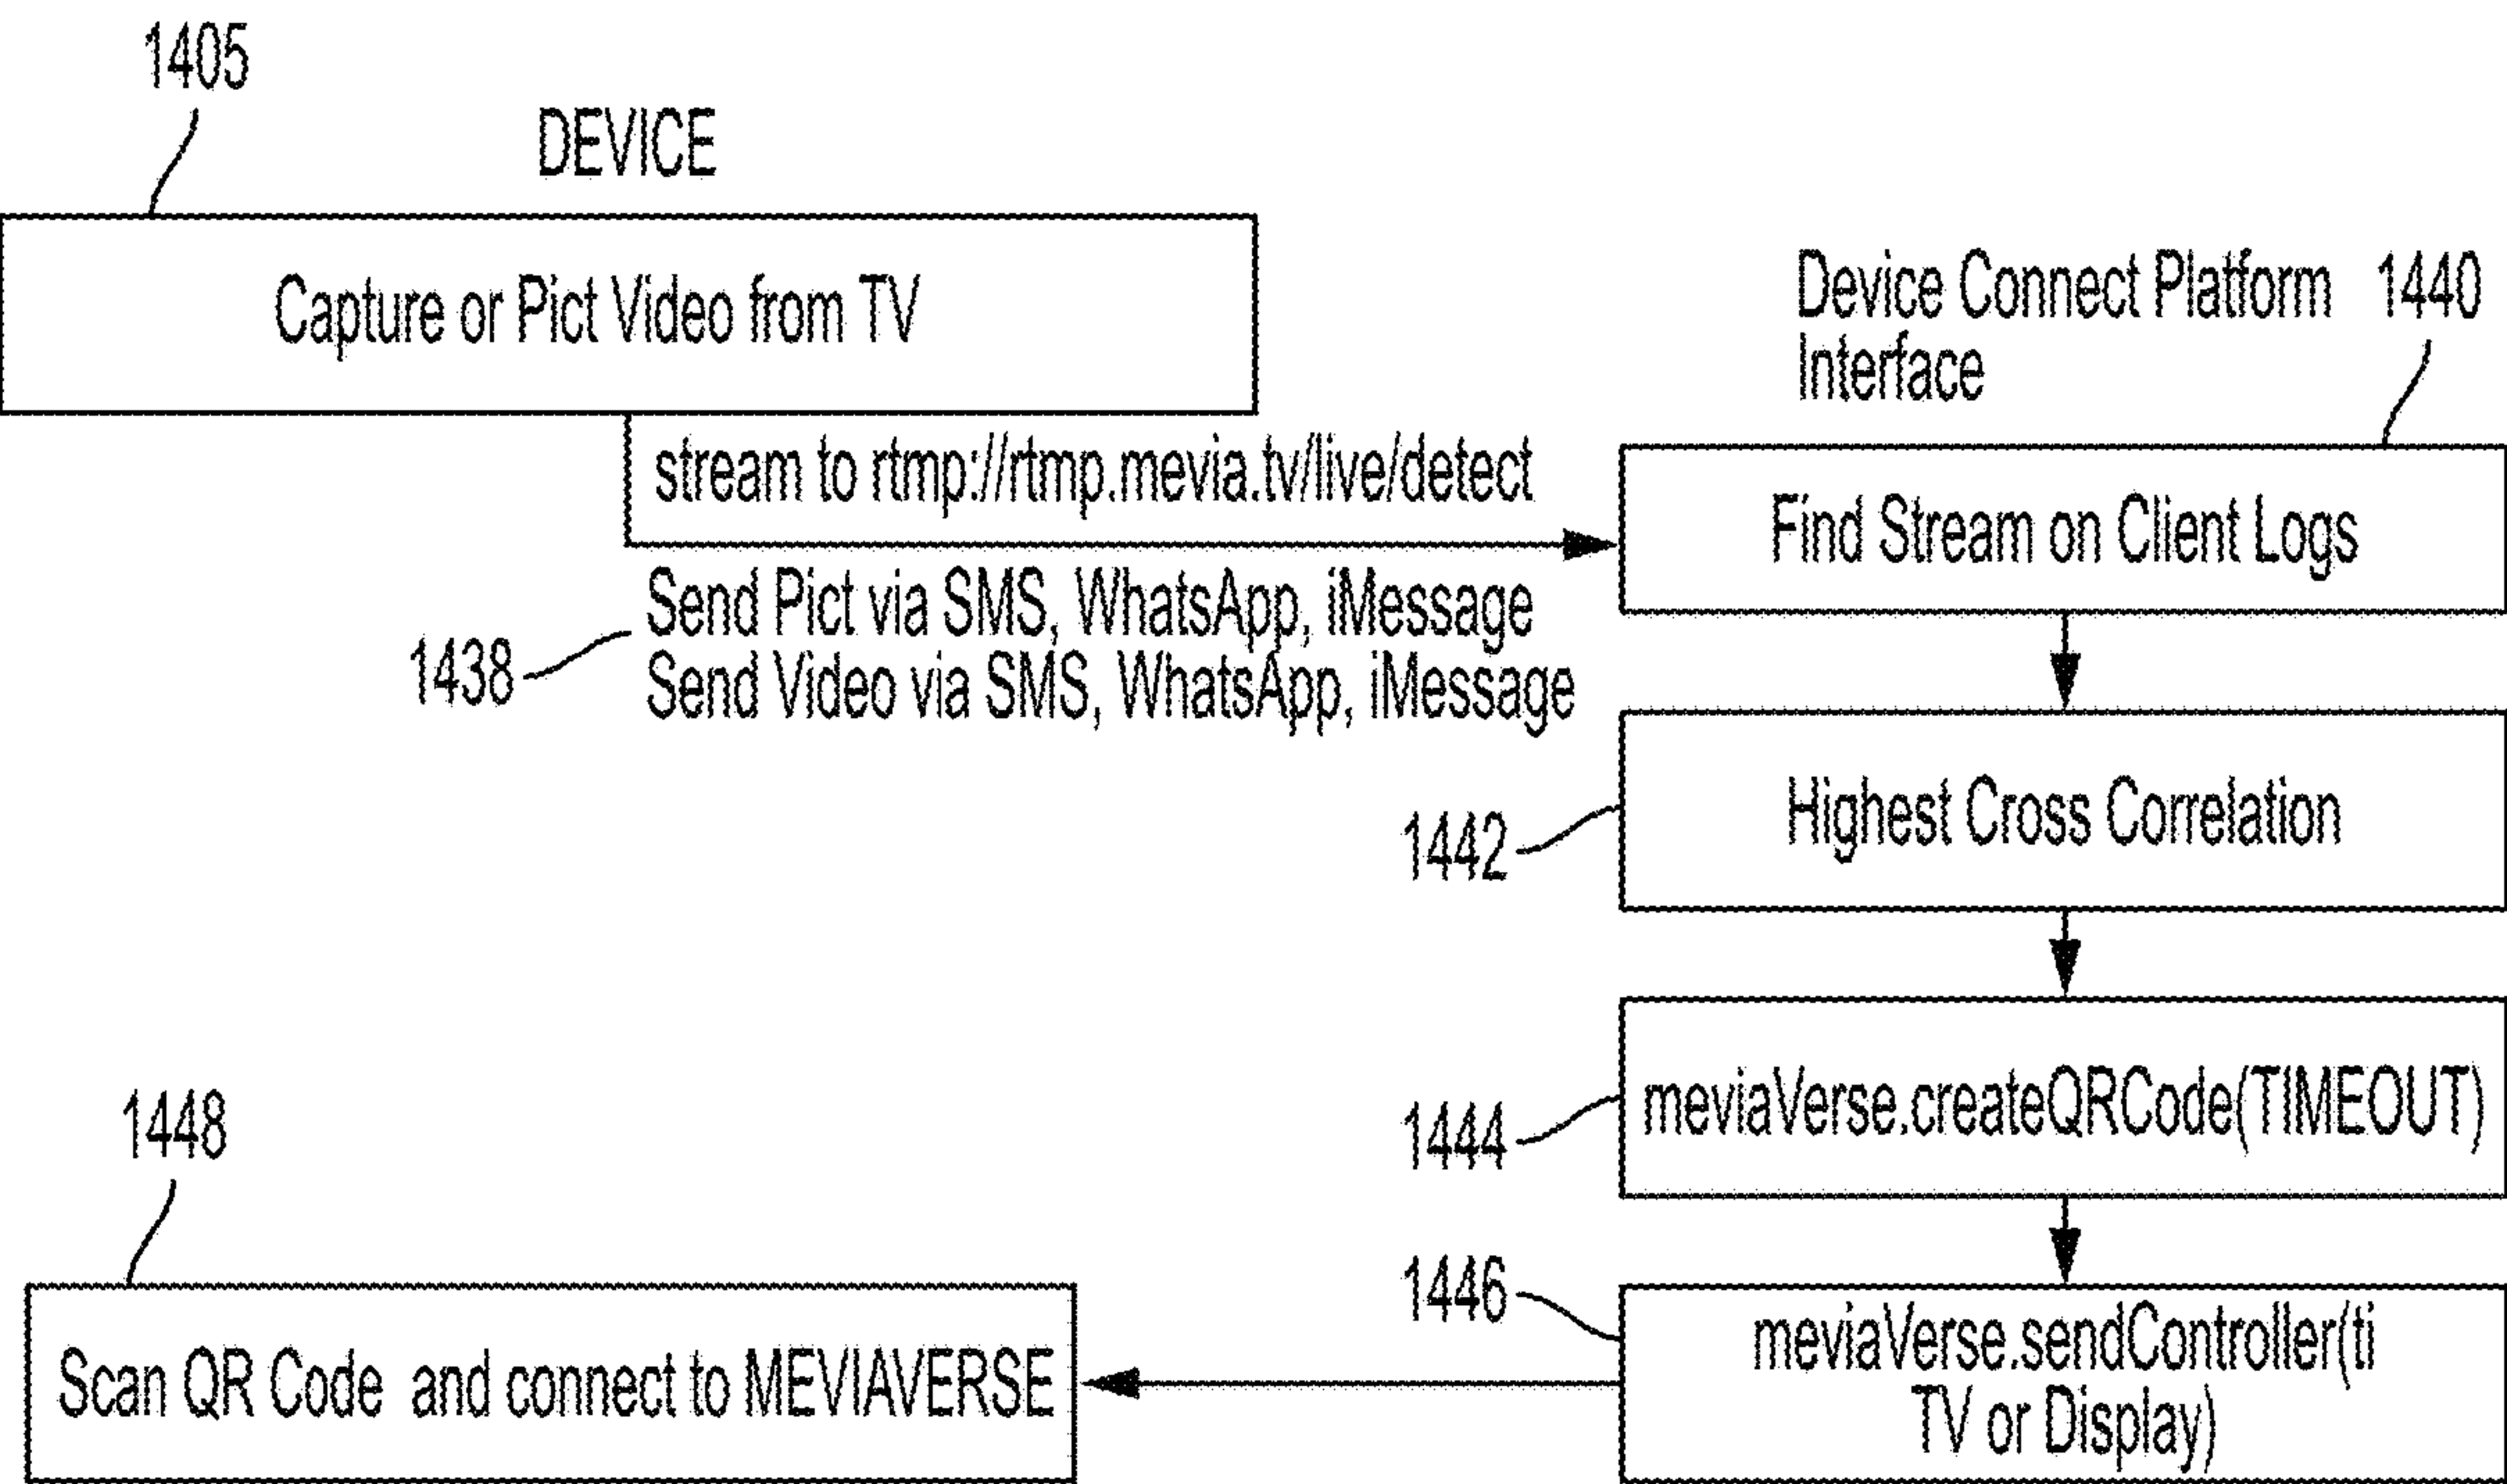 1405
DEVICE
Capture or Pict Video from TV
Device Connect Platform 1440
Interface
stream to rtmp://rtmp.mevia.tv/live/detect
Find Stream on Client Logs
Send Pict via SMS, WhatsApp, iMessage
1438
Send Video via SMS, WhatsApp, iMessage
Highest Cross Correlation
1442
meviaVerse.createQRCode(TIMEOUT)
1444
1448
1446
meviaVerse.sendController(ti
TV or Display)
Scan QR Code and connect to MEVIAVERSE